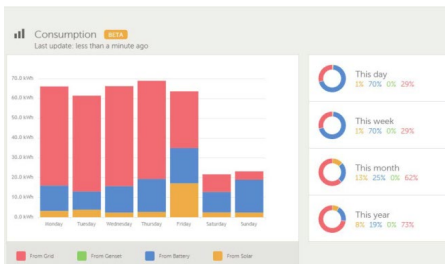 Consumption BETA
Last update: less than a minute ago
70.0 kWh
60.0 kWh
50.0 kWh
40.0 kWh
30.0 kWh
20.0 kWh
10.0 kWh
0.0 kWh
Monday Tuesday Wednesday Thursday Friday Saturday Sunday
From Grid From Genset From Battery From Solar
This day
1% 70% 0% 29%
This week
1% 70% 0% 29%
This month
13% 25% 0% 62%
This year
8% 19% 0% 73%